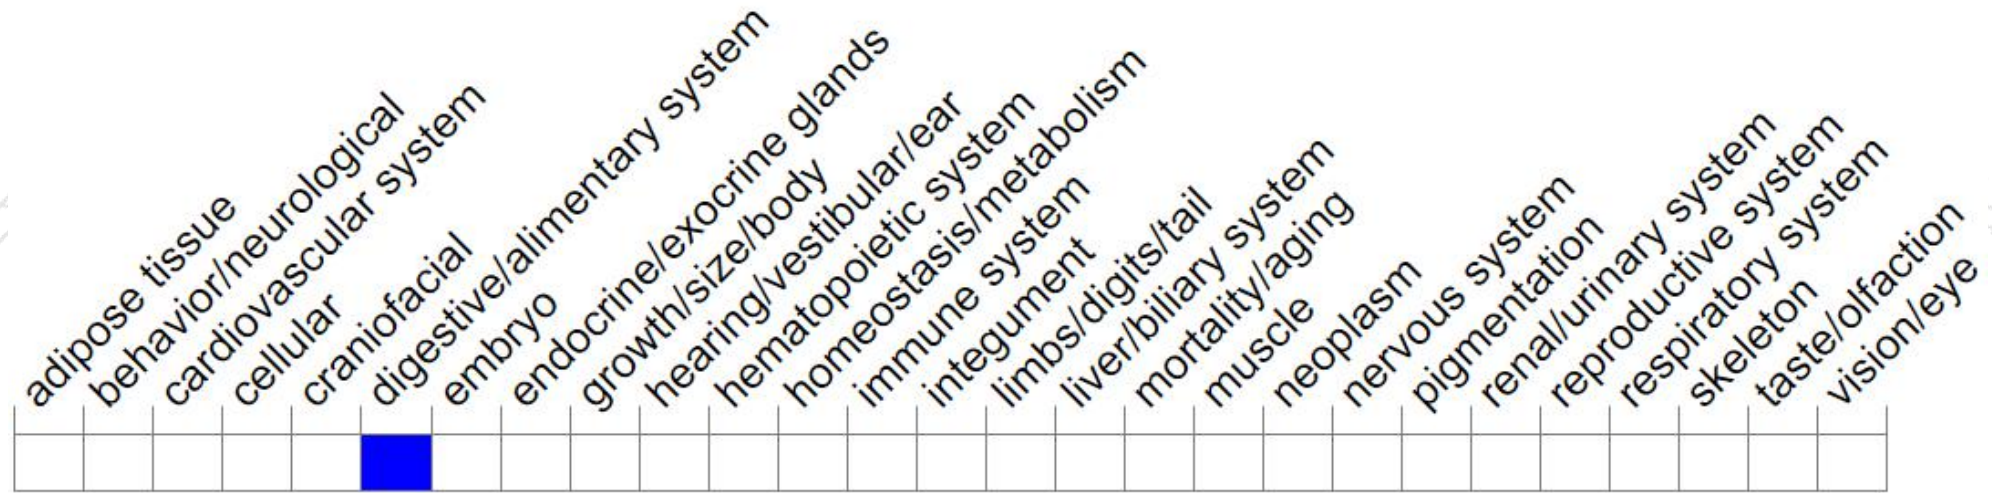 adipose tissue
behavior/neurological
cardiovascular system
cellular
craniofacial
digestive/alimentary system
embryo
endocrine/exocrine glands
growth/size/body
hearing/vestibular/ear
hematopoietic system
homeostasis/metabolism
immune system
integument
limbs/digits/tail
liver/biliary system
mortality/aging
muscle
neoplasm
nervous system
pigmentation
renal/urinary system
reproductive system
respiratory system
skeleton
taste/olfaction
vision/eye